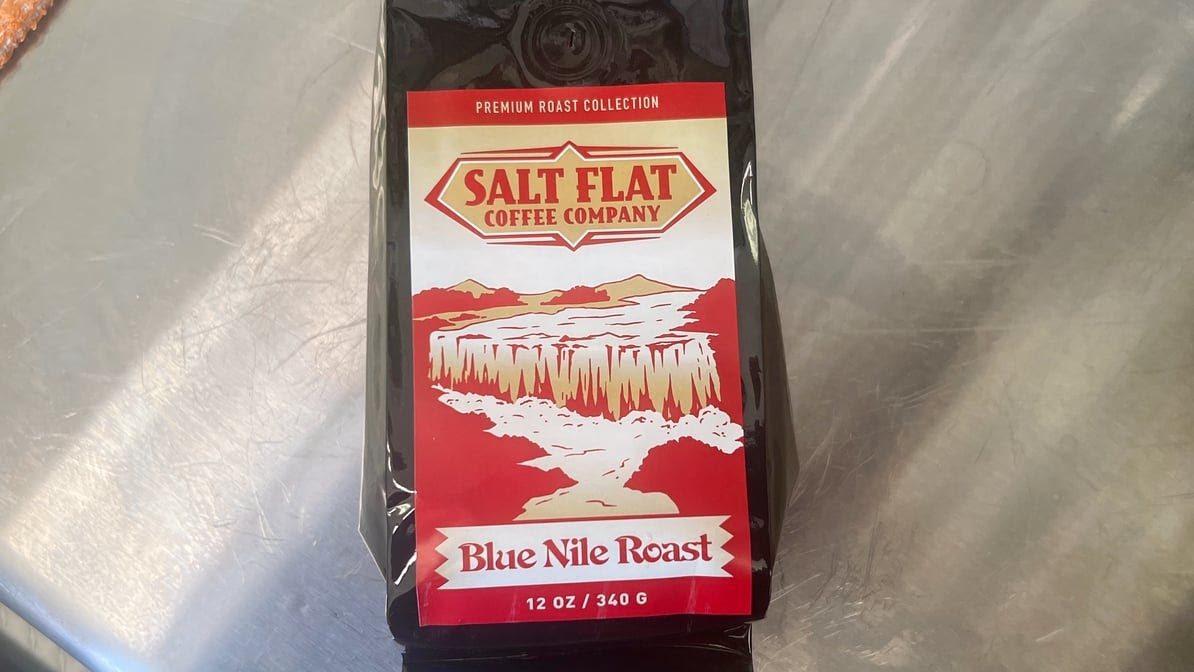 PREMIUM ROAST COLLECTION
SALT FLAT
COFFEE COMPANY
Blue Nile Roast
12 OZ / 340 G